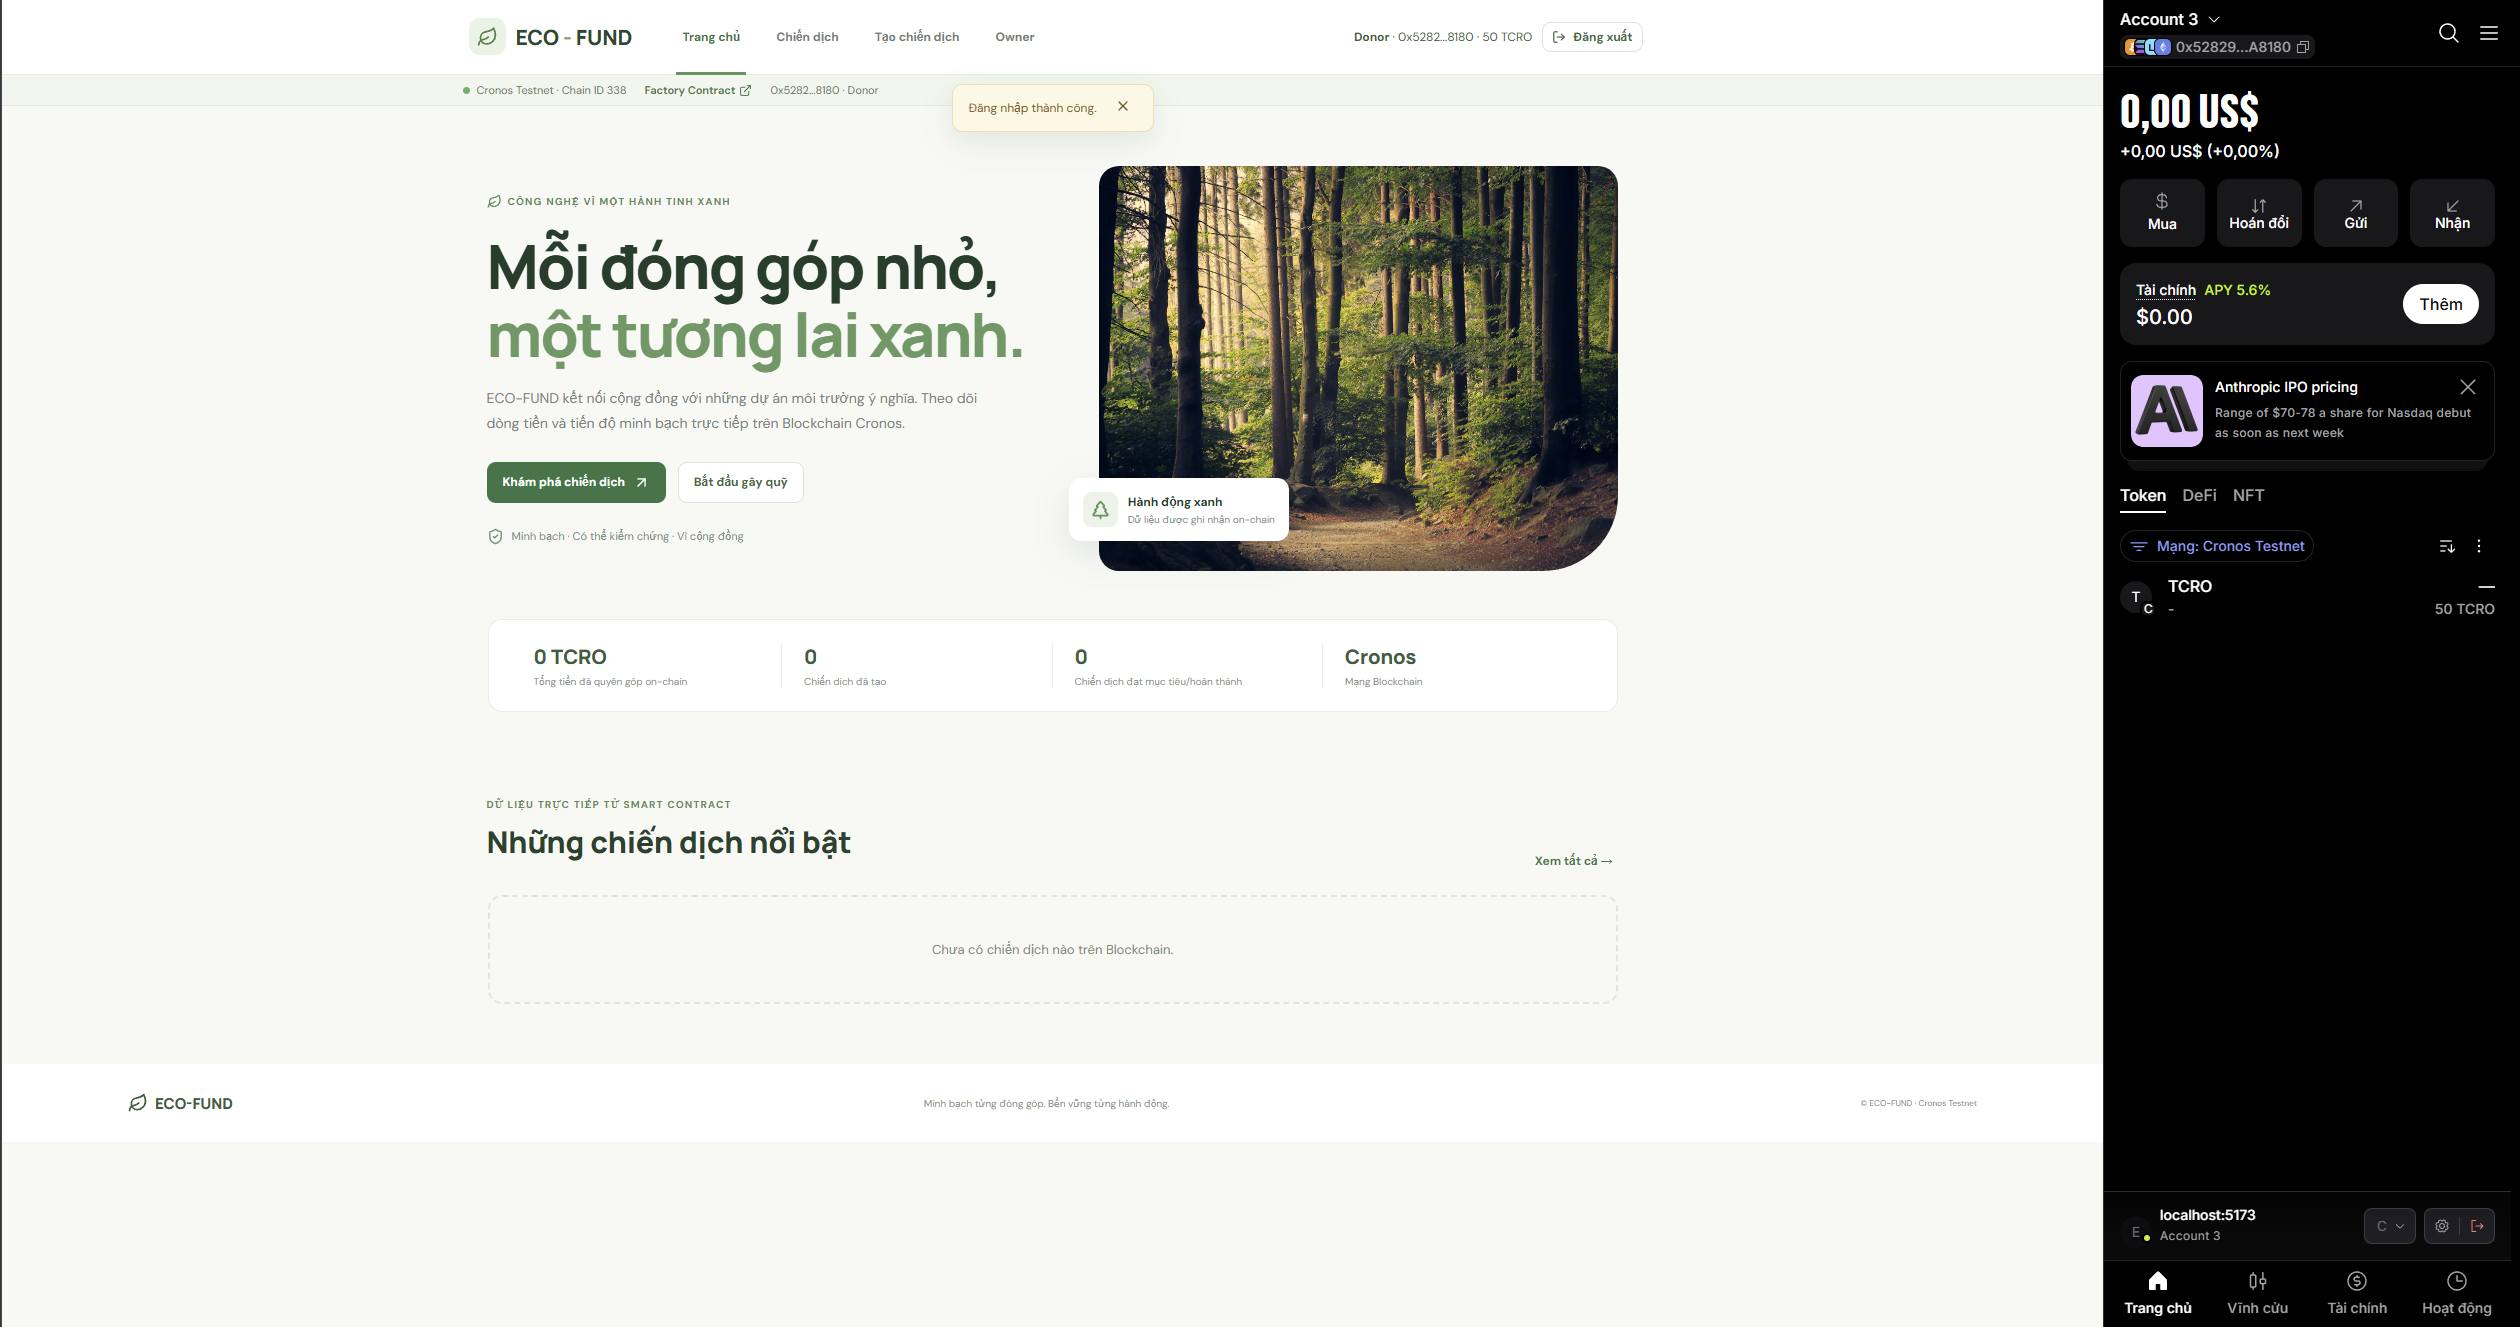 ECO - FUND
Trang chủ
Chiến dịch
Tạo chiến dịch
Owner
Donor · 0x5282...8180 · 50 TCRO
Đăng xuất
Cronos Testnet · Chain ID 338
Factory Contract
0x5282...8180 · Donor
Đăng nhập thành công.
CÔNG NGHỆ VÌ MỘT HÀNH TINH XANH
Mỗi đóng góp nhỏ,
một tương lai xanh.
ECO-FUND kết nối cộng đồng với những dự án môi trường ý nghĩa. Theo dõi
dòng tiền và tiến độ minh bạch trực tiếp trên Blockchain Cronos.
Khám phá chiến dịch
Bắt đầu gây quỹ
Minh bạch · Có thể kiểm chứng · Vì cộng đồng
Hành động xanh
Dữ liệu được ghi nhận on-chain
0 TCRO
Tổng tiền đã quyên góp on-chain
0
Chiến dịch đã tạo
0
Chiến dịch đạt mục tiêu/hoàn thành
Cronos
Mạng Blockchain
DỮ LIỆU TRỰC TIẾP TỪ SMART CONTRACT
Những chiến dịch nổi bật
Xem tất cả →
Chưa có chiến dịch nào trên Blockchain.
ECO-FUND
Minh bạch từng đóng góp. Bền vững từng hành động.
© ECO-FUND · Cronos Testnet
Account 3
0x52829...A8180
0,00 US$
+0,00 US$ (+0,00%)
Mua
Hoán đổi
Gửi
Nhận
Tài chính APY 5.6%
$0.00
Thêm
Anthropic IPO pricing
Range of $70-78 a share for Nasdaq debut
as soon as next week
Token
DeFi
NFT
Mạng: Cronos Testnet
T
C
TCRO
-
—
50 TCRO
E
localhost:5173
Account 3
C
Trang chủ
Vĩnh cửu
Tài chính
Hoạt động